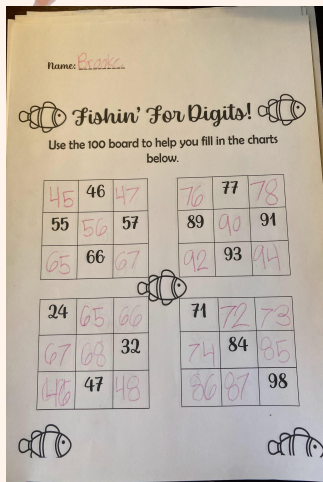 Name: Brooke
Fishin' For Digits!
Use the 100 board to help you fill in the charts
below.
45 46 47
55 56 57
65 66 67
76 77 78
89 90 91
92 93 94
24 65 66
67 68 32
46 47 48
71 72 73
74 84 85
86 87 98